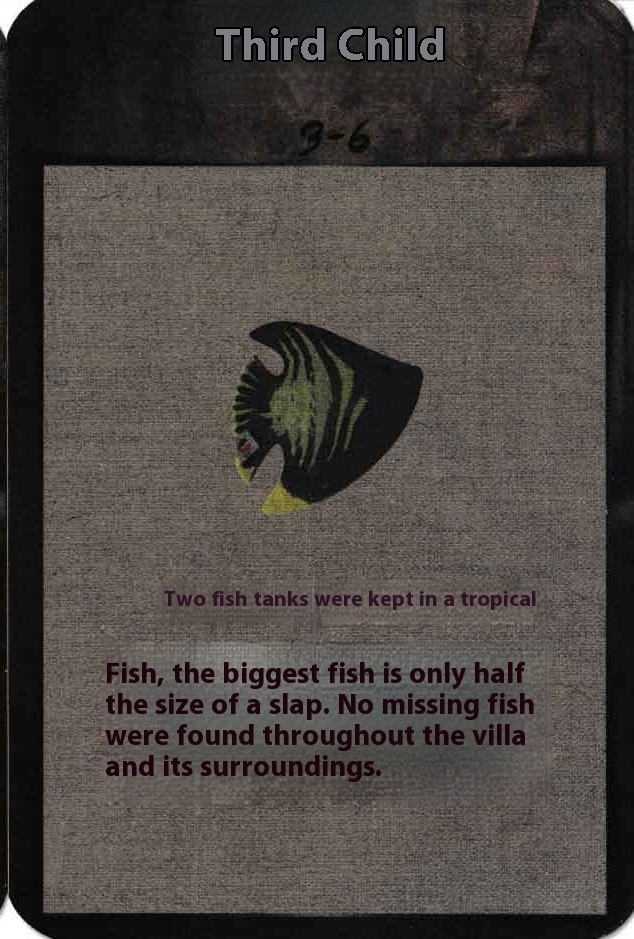 Third Child
3-6
Two fish tanks were kept in a tropical
Fish, the biggest fish is only half
the size of a slap. No missing fish
were found throughout the villa
and its surroundings.